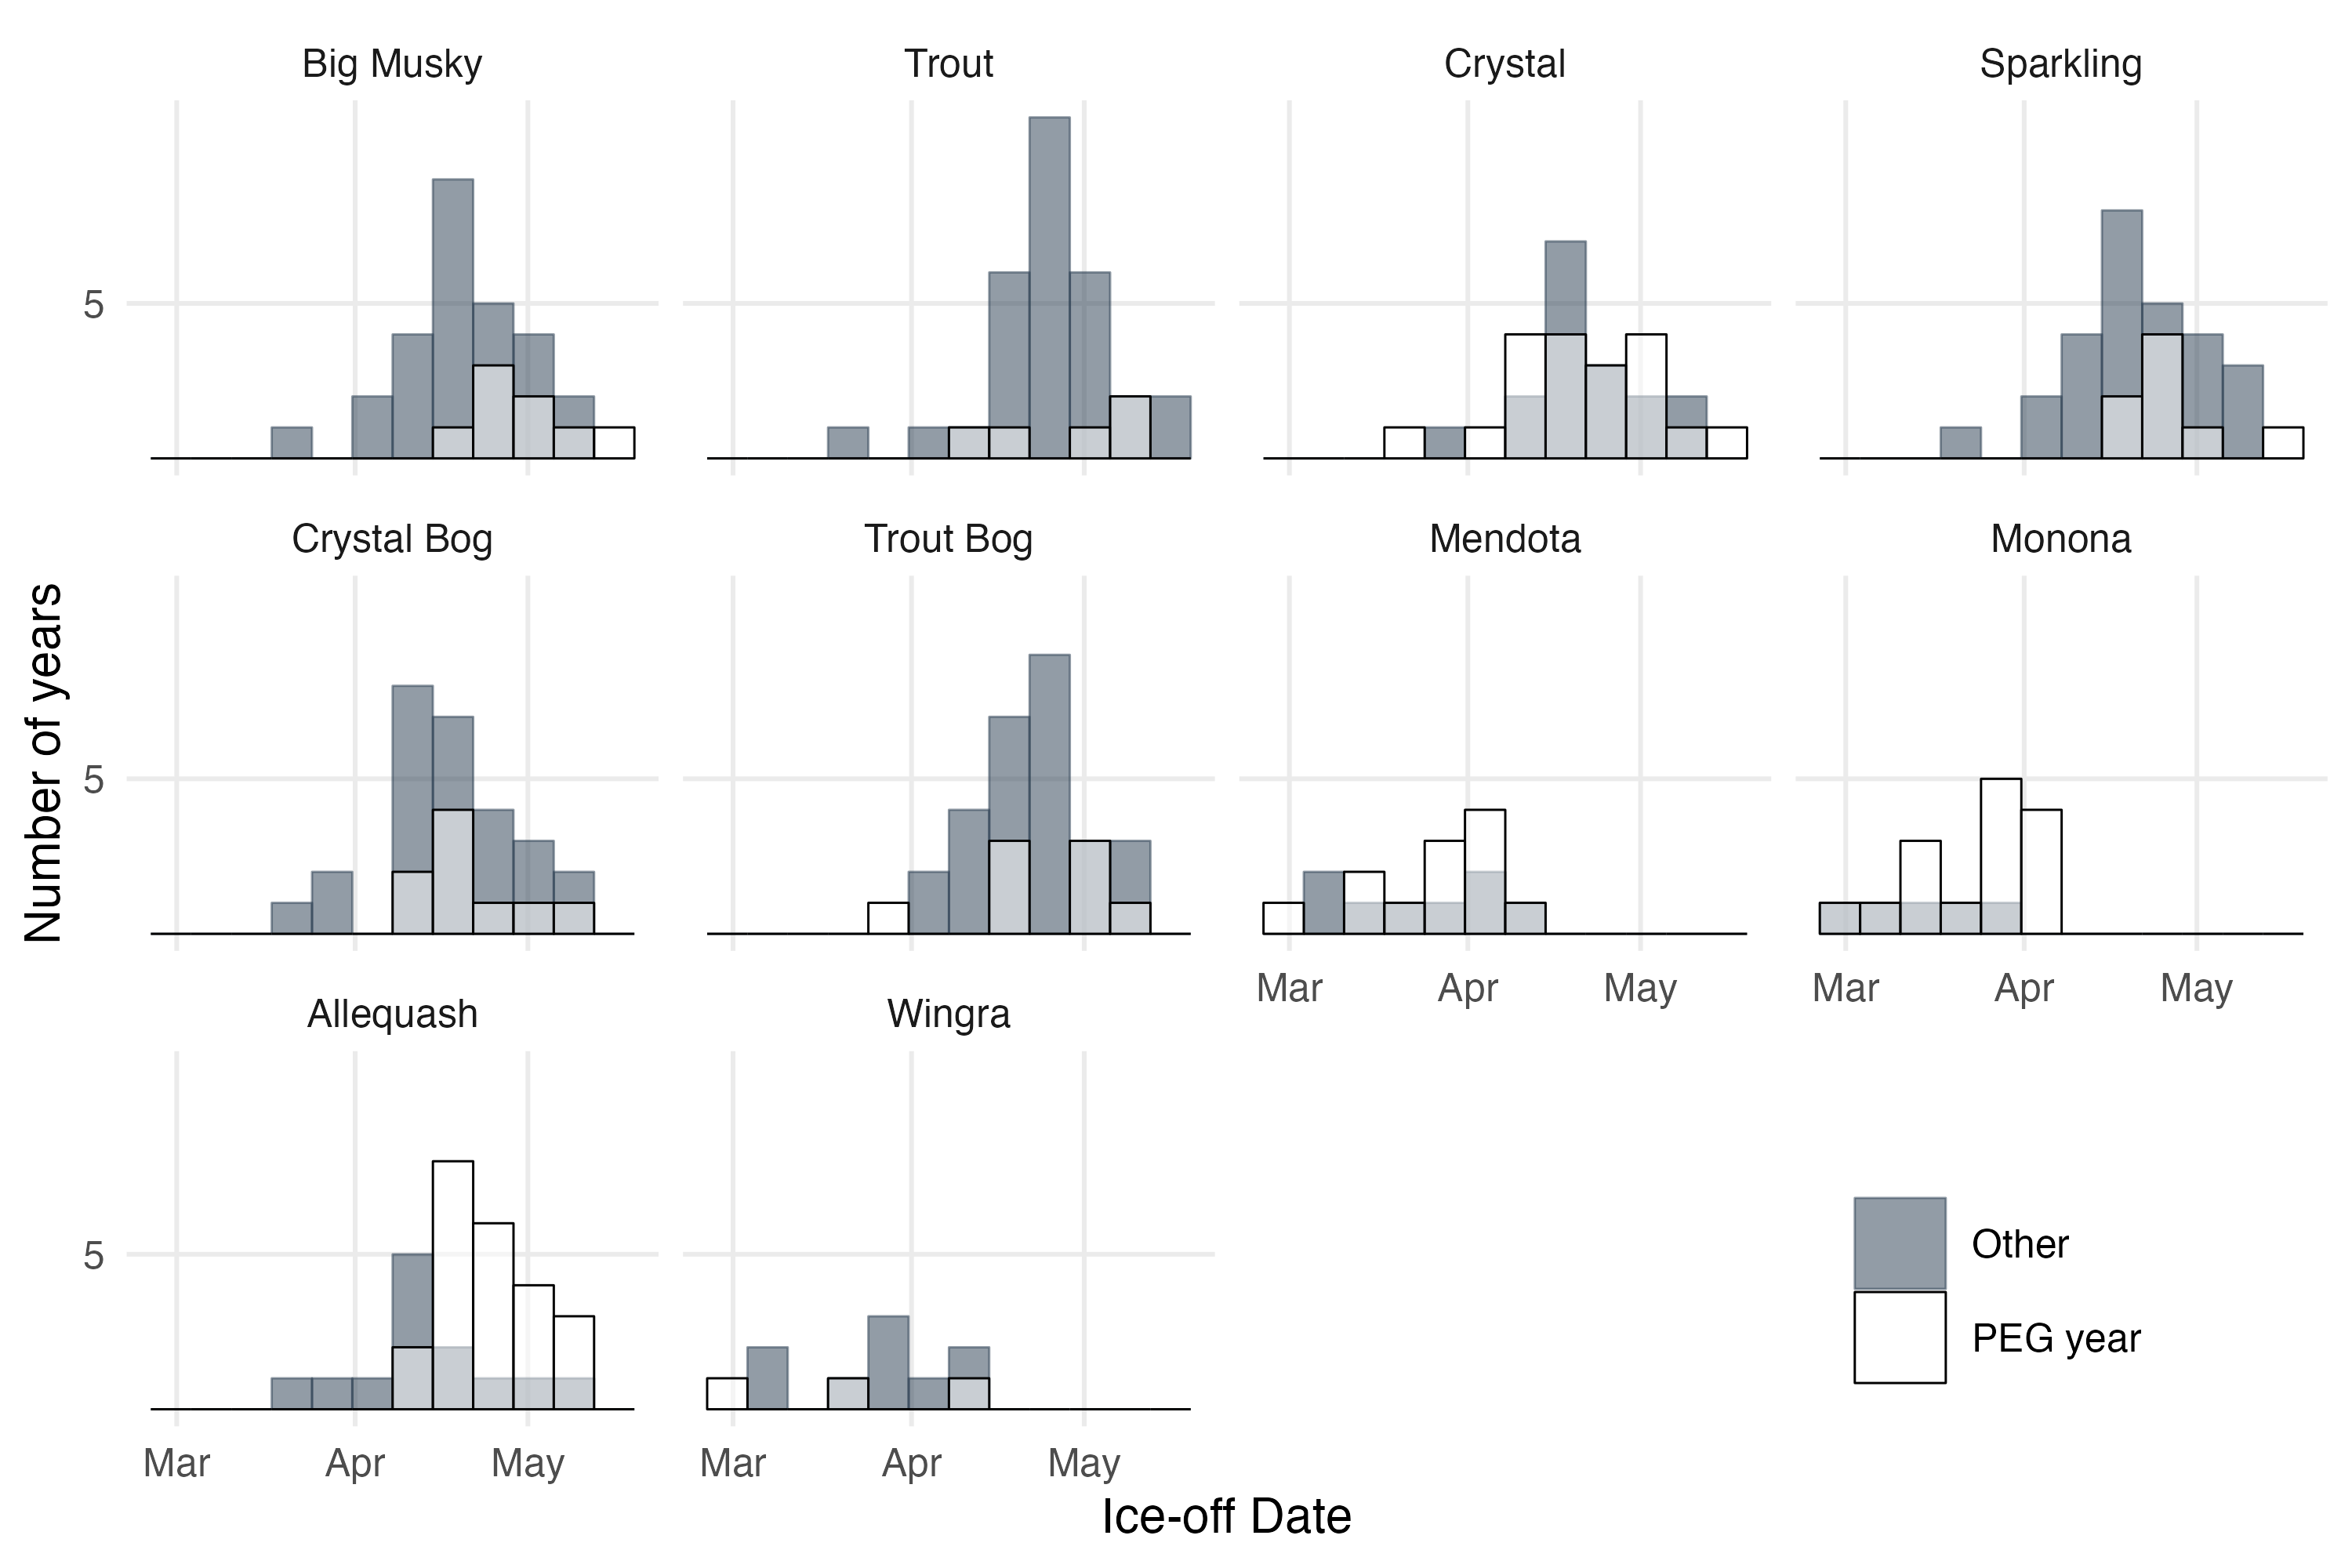 Big Musky Trout Crystal Sparkling
5
Crystal Bog Trout Bog Mendota Monona
Number of years
5
Mar Apr May Mar Apr May
Allequash Wingra
5
Other
PEG year
Mar Apr May Mar Apr May
Ice-off Date